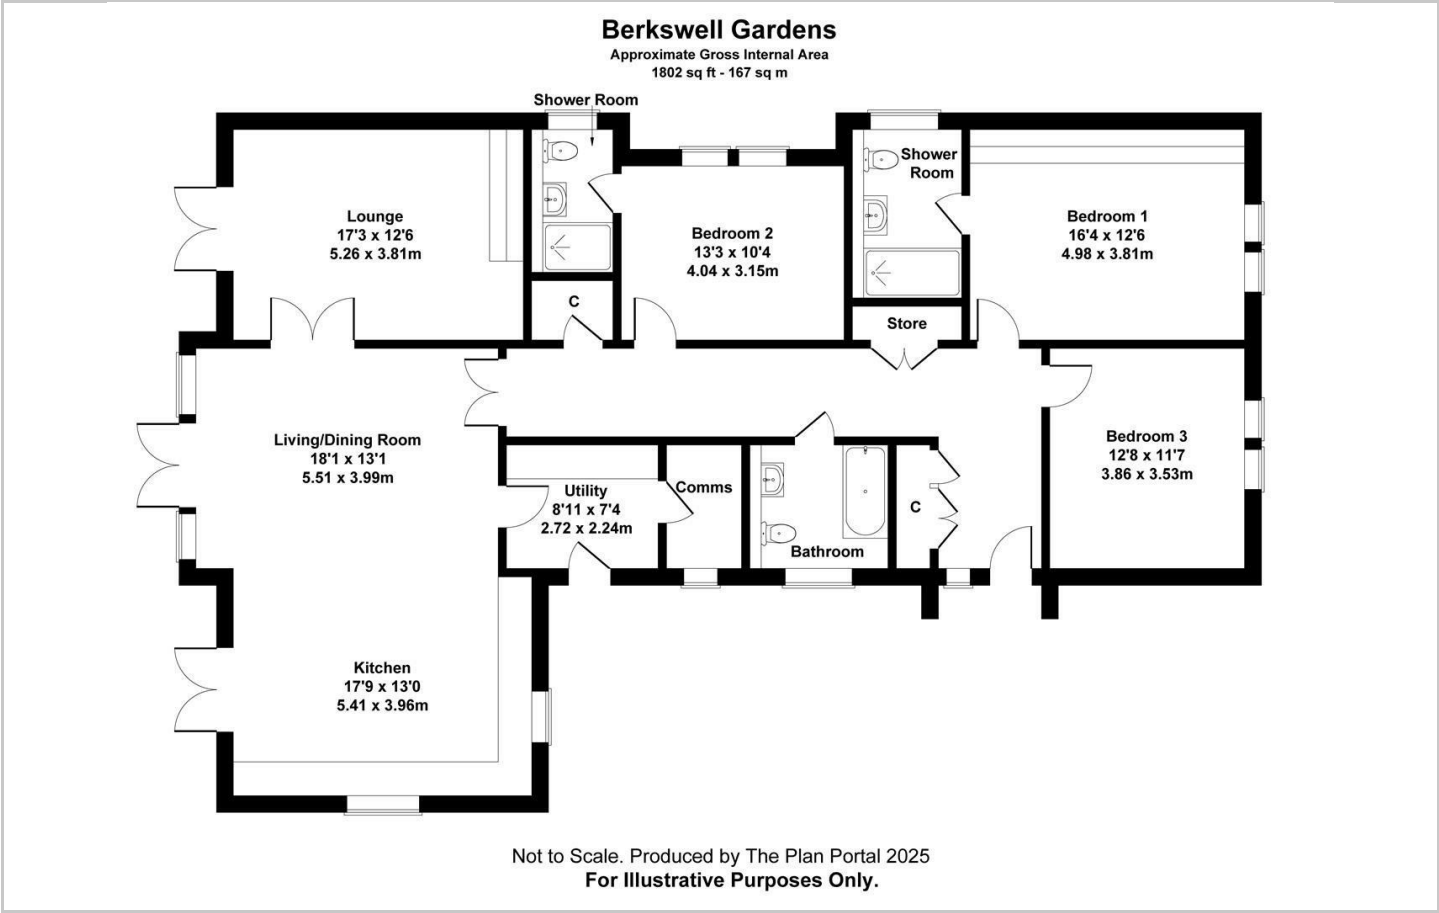 Berkswell Gardens
Approximate Gross Internal Area
1802 sq ft - 167 sq m
Shower Room
Shower
Room
Lounge
17'3 x 12'6
5.26 x 3.81m
Bedroom 2
13'3 x 10'4
4.04 x 3.15m
Bedroom 1
16'4 x 12'6
4.98 x 3.81m
C
Store
Living/Dining Room
18'1 x 13'1
5.51 x 3.99m
Bedroom 3
12'8 x 11'7
3.86 x 3.53m
Utility
8'11 x 7'4
2.72 x 2.24m
Comms
C
Bathroom
Kitchen
17'9 x 13'0
5.41 x 3.96m
Not to Scale. Produced by The Plan Portal 2025
For Illustrative Purposes Only.